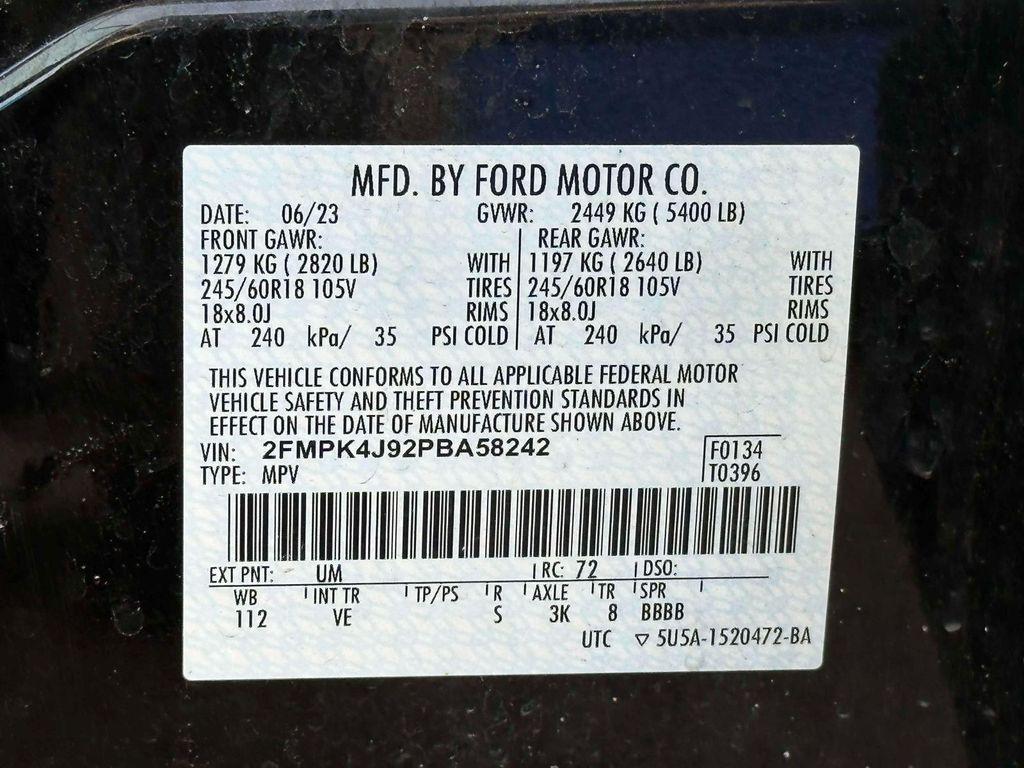 MFD. BY FORD MOTOR CO.
DATE: 06/23 GVWR: 2449 KG ( 5400 LB)
FRONT GAWR: REAR GAWR:
1279 KG ( 2820 LB) WITH 1197 KG ( 2640 LB) WITH
245/60R18 105V TIRES 245/60R18 105V TIRES
18x8.0J RIMS 18x8.0J RIMS
AT 240 kPa/ 35 PSI COLD AT 240 kPa/ 35 PSI COLD
THIS VEHICLE CONFORMS TO ALL APPLICABLE FEDERAL MOTOR
VEHICLE SAFETY AND THEFT PREVENTION STANDARDS IN
EFFECT ON THE DATE OF MANUFACTURE SHOWN ABOVE.
VIN: 2FMPK4J92PBA58242 F0134
TYPE: MPV T0396
EXT PNT: UM RC: 72 DSO:
WB INT TR TP/PS R AXLE TR SPR
112 VE S 3K 8 BBBB
UTC ▽ 5U5A-1520472-BA